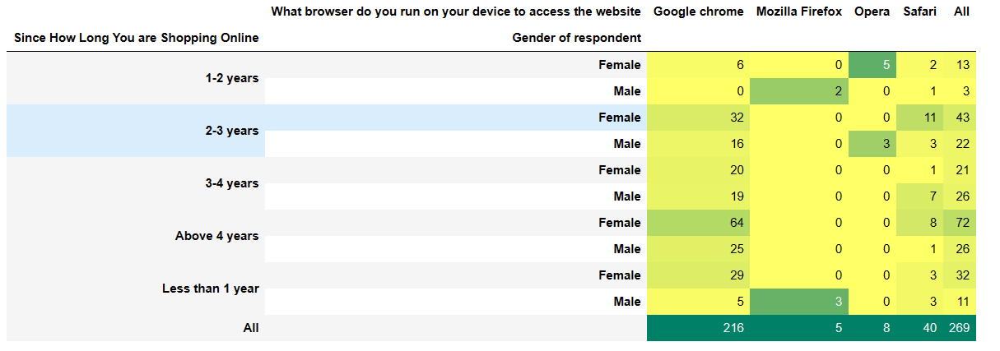 What browser do you run on your device to access the website Google chrome Mozilla Firefox Opera Safari All
Since How Long You are Shopping Online Gender of respondent
1-2 years Female 6 0 5 2 13
Male 0 2 0 1 3
2-3 years Female 32 0 0 11 43
Male 16 0 3 3 22
3-4 years Female 20 0 0 1 21
Male 19 0 0 7 26
Above 4 years Female 64 0 0 8 72
Male 25 0 0 1 26
Less than 1 year Female 29 0 0 3 32
Male 5 3 0 3 11
All 216 5 8 40 269